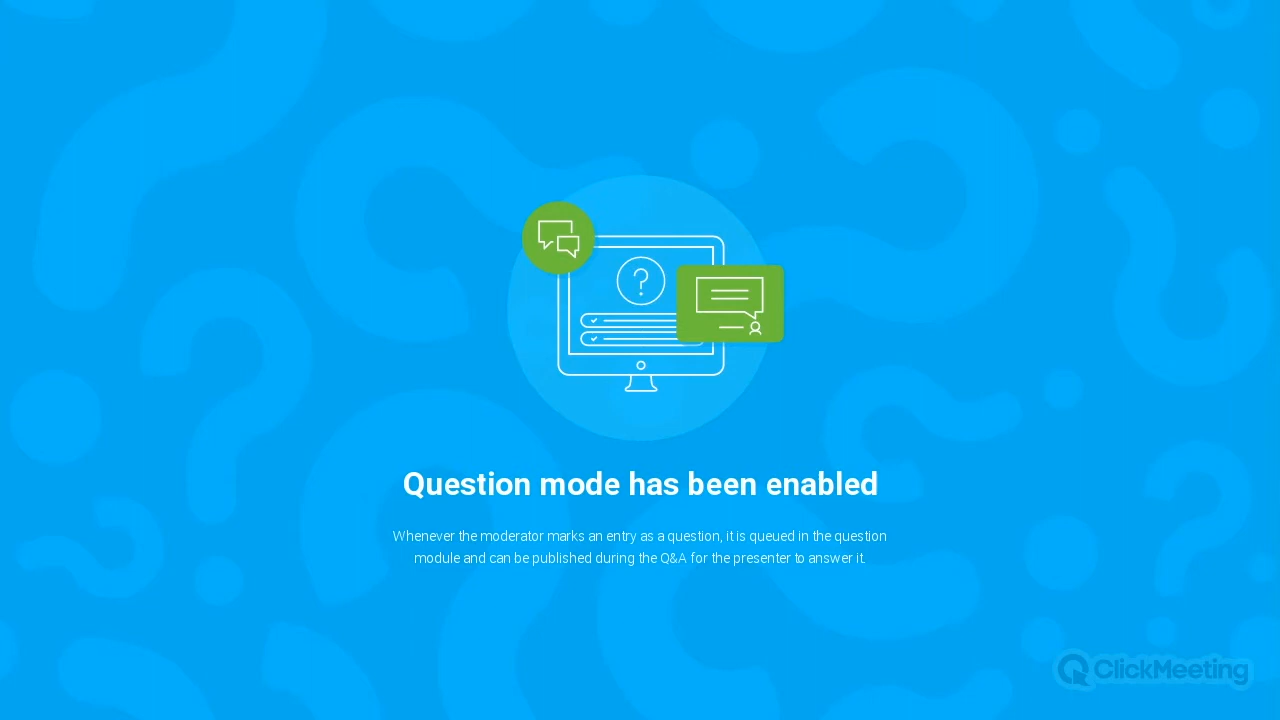 Question mode has been enabled
Whenever the moderator marks an entry as a question, it is queued in the question
module and can be published during the Q&A for the presenter to answer it.
ClickMeeting